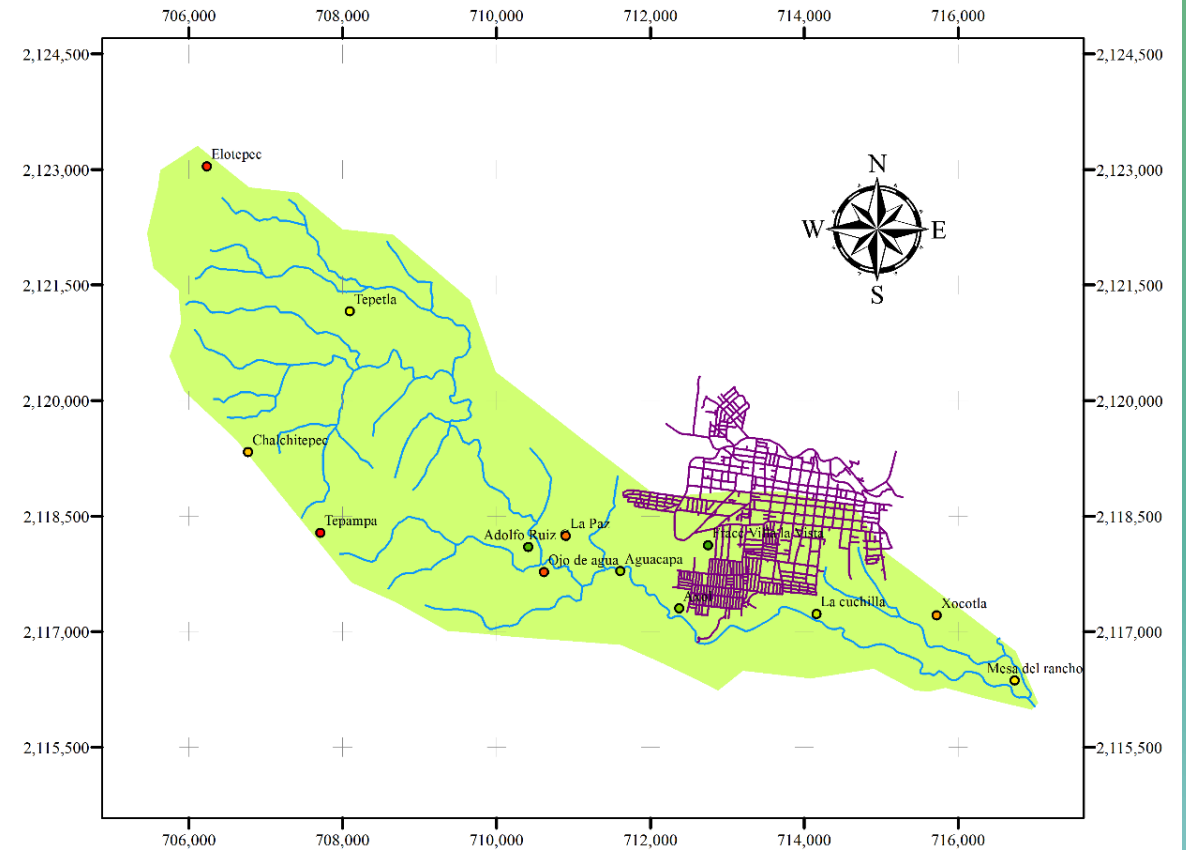 706,000 708,000 710,000 712,000 714,000 716,000
2,124,500 2,124,500
Elotepec
2,123,000 2,123,000
N
W E
S
2,121,500 2,121,500
Tepetla
2,120,000 2,120,000
Chalchitepec
2,118,500 2,118,500
Tepampa
La Paz
Adolfo Ruiz C
Fracc Villa la Vista
Ojo de agua
Aguacapa
La cuchilla
Xocotla
2,117,000 2,117,000
Mesa del rancho
2,115,500 2,115,500
706,000 708,000 710,000 712,000 714,000 716,000